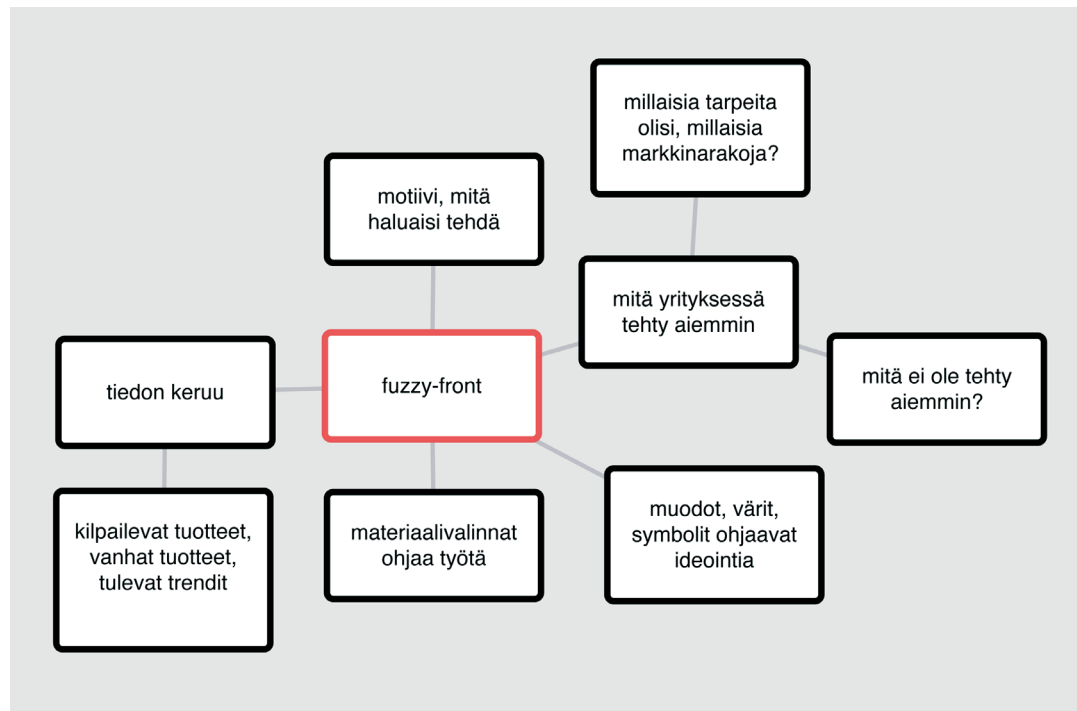 millaisia tarpeita
olisi, millaisia
markkinarakoja?
motiivi, mitä
haluaisi tehdä
mitä yrityksessä
tehty aiemmin
mitä ei ole tehty
aiemmin?
tiedon keruu
fuzzy-front
kilpailevat tuotteet,
vanhat tuotteet,
tulevat trendit
materiaalivalinnat
ohjaa työtä
muodot, värit,
symbolit ohjaavat
ideointia